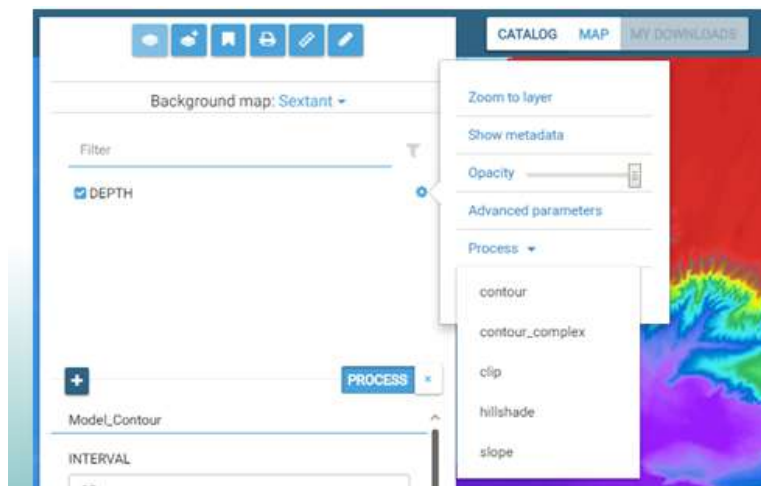 CATALOG MAP MY DOWNLOADS
Background map: Sextant
Filter
DEPTH
Zoom to layer
Show metadata
Opacity
Advanced parameters
Process
contour
contour_complex
clip
hillshade
slope
PROCESS ×
Model_Contour
INTERVAL